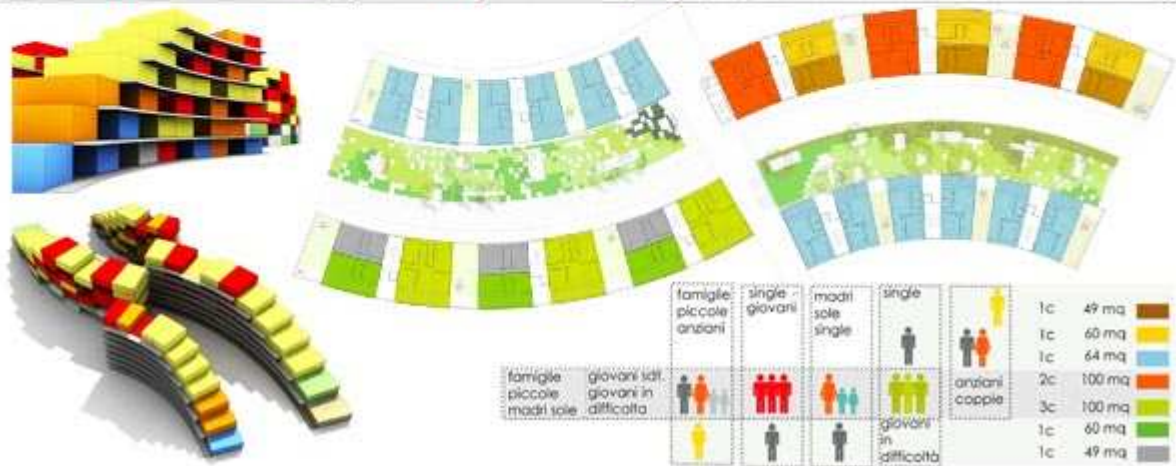 famiglie
piccole
anziani
single -
giovani
madri
sole
single
single
famiglie
piccole
madri sole
giovani sdt.
giovani in
difficoltà
anziani
coppie
giovani
in
difficoltà
1c 49 mq
1c 60 mq
1c 64 mq
2c 100 mq
3c 100 mq
1c 60 mq
1c 49 mq